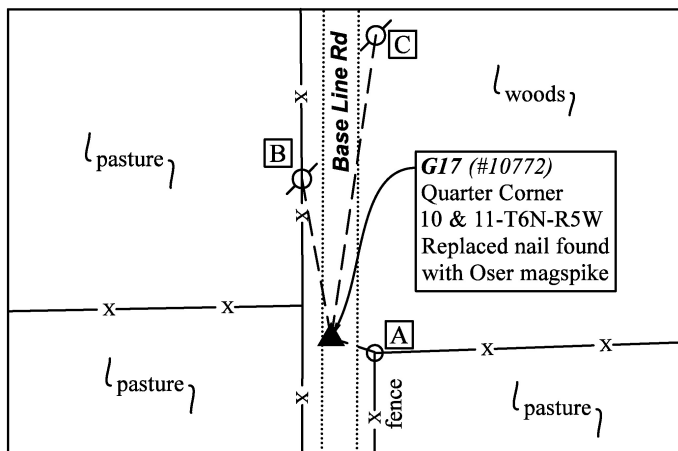 C
Base Line Rd
woods
B
pasture
G17 (#10772)
Quarter Corner
10 & 11-T6N-R5W
Replaced nail found
with Oser magspike
x
x
x
x
A
x
x
pasture
x
x
fence
pasture